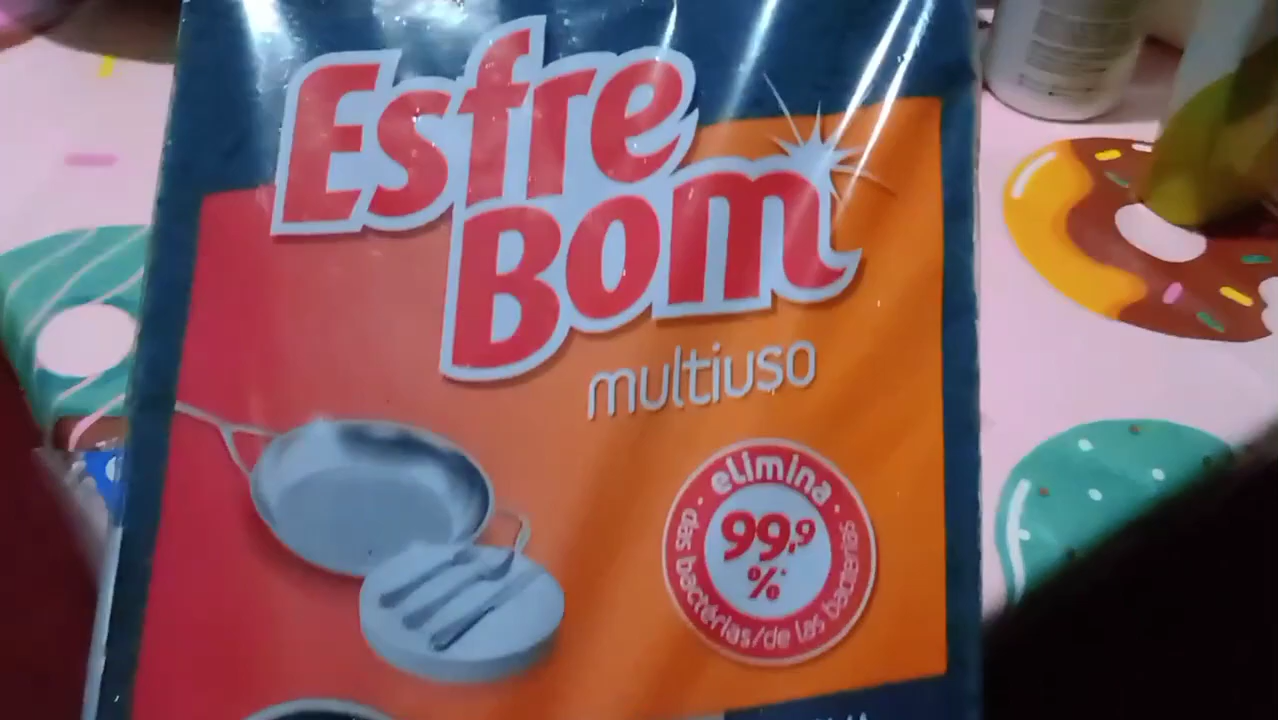 Esfre
Bom
multiuso
elimina
99,9
%*
das bactérias/de las bacterias